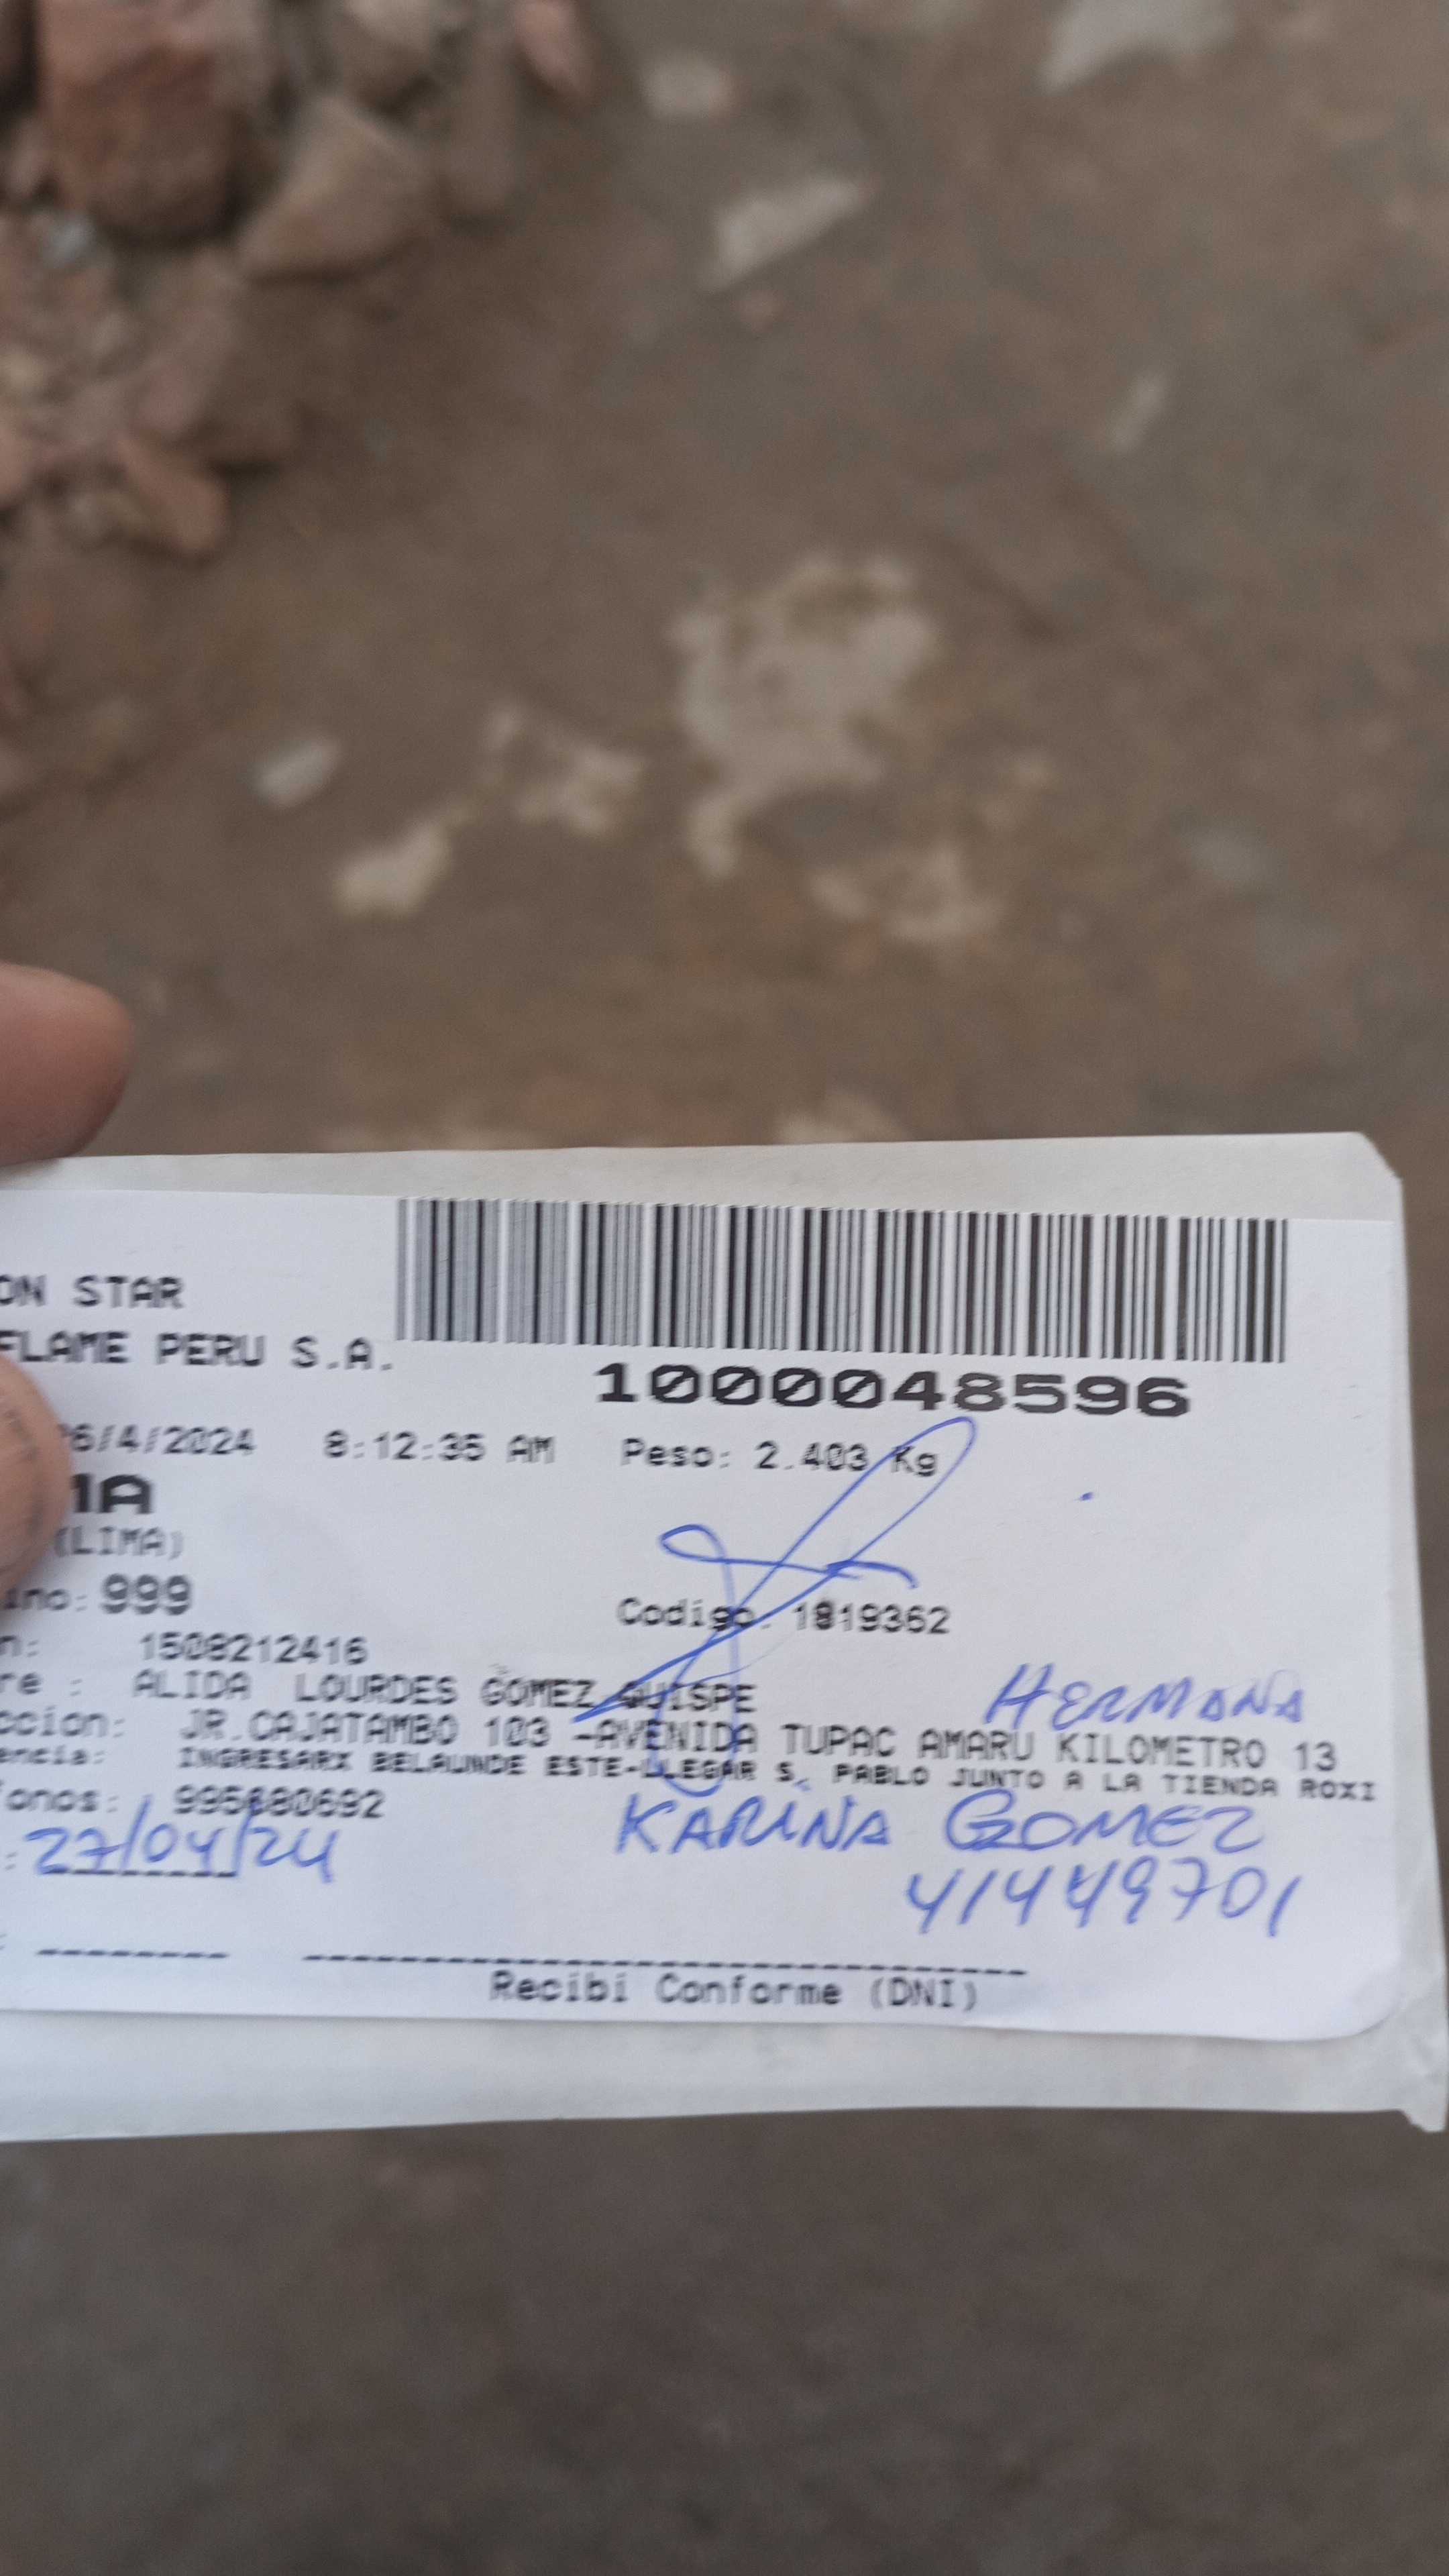 ON STAR
FLAME PERU S.A.
1000048596
6/4/2024 8:12:35 AM Peso: 2.403 Kg
MA
(LIMA)
ino: 999
Codigo: 1819362
n: 1508212416
re : ALIDA LOURDES GOMEZ QUISPE
HERMANA
ccion: JR.CAJATAMBO 103 -AVENIDA TUPAC AMARU KILOMETRO 13
encia: INGRESARX BELAUNDE ESTE-LLEGAR S. PABLO JUNTO A LA TIENDA ROXI
fonos: 995680692
KARINA GOMEZ
: 27/04/24
41449701
Recibi Conforme (DNI)